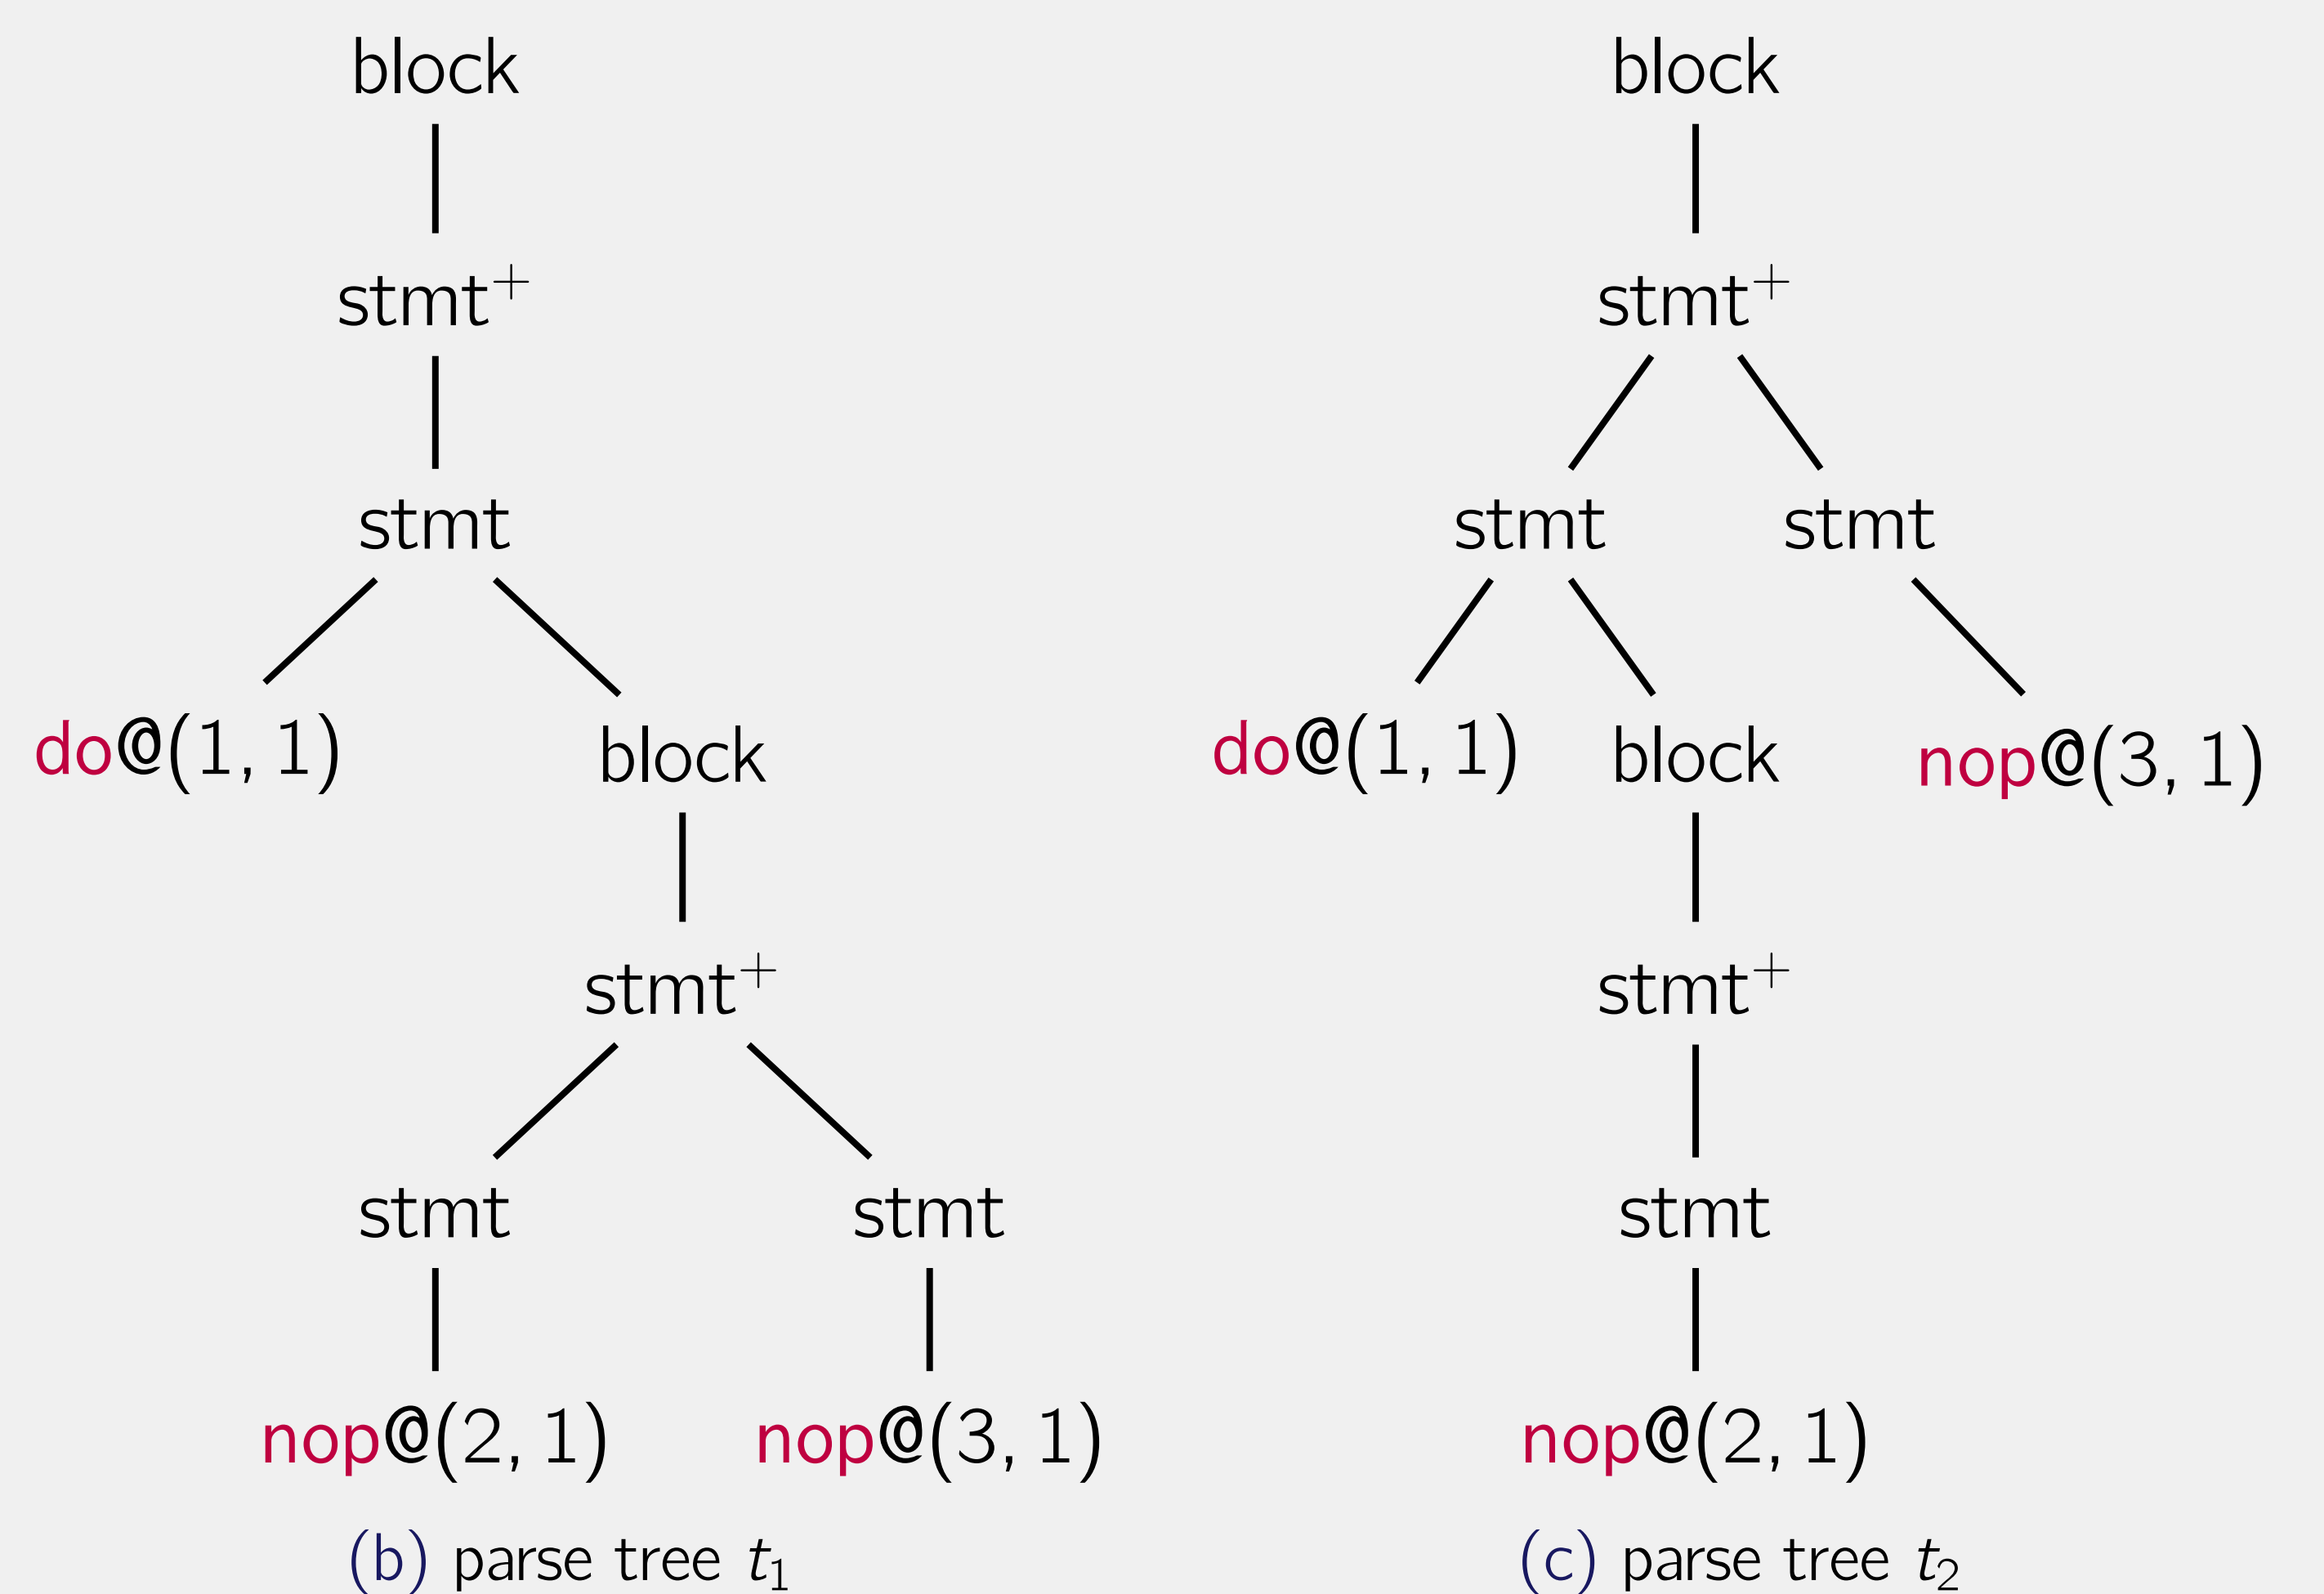 block block
stmt+ stmt+
stmt stmt stmt
do@(1, 1) block do@(1, 1) block nop@(3, 1)
stmt+ stmt+
stmt stmt stmt
nop@(2, 1) nop@(3, 1) nop@(2, 1)
(b) parse tree t1 (c) parse tree t2